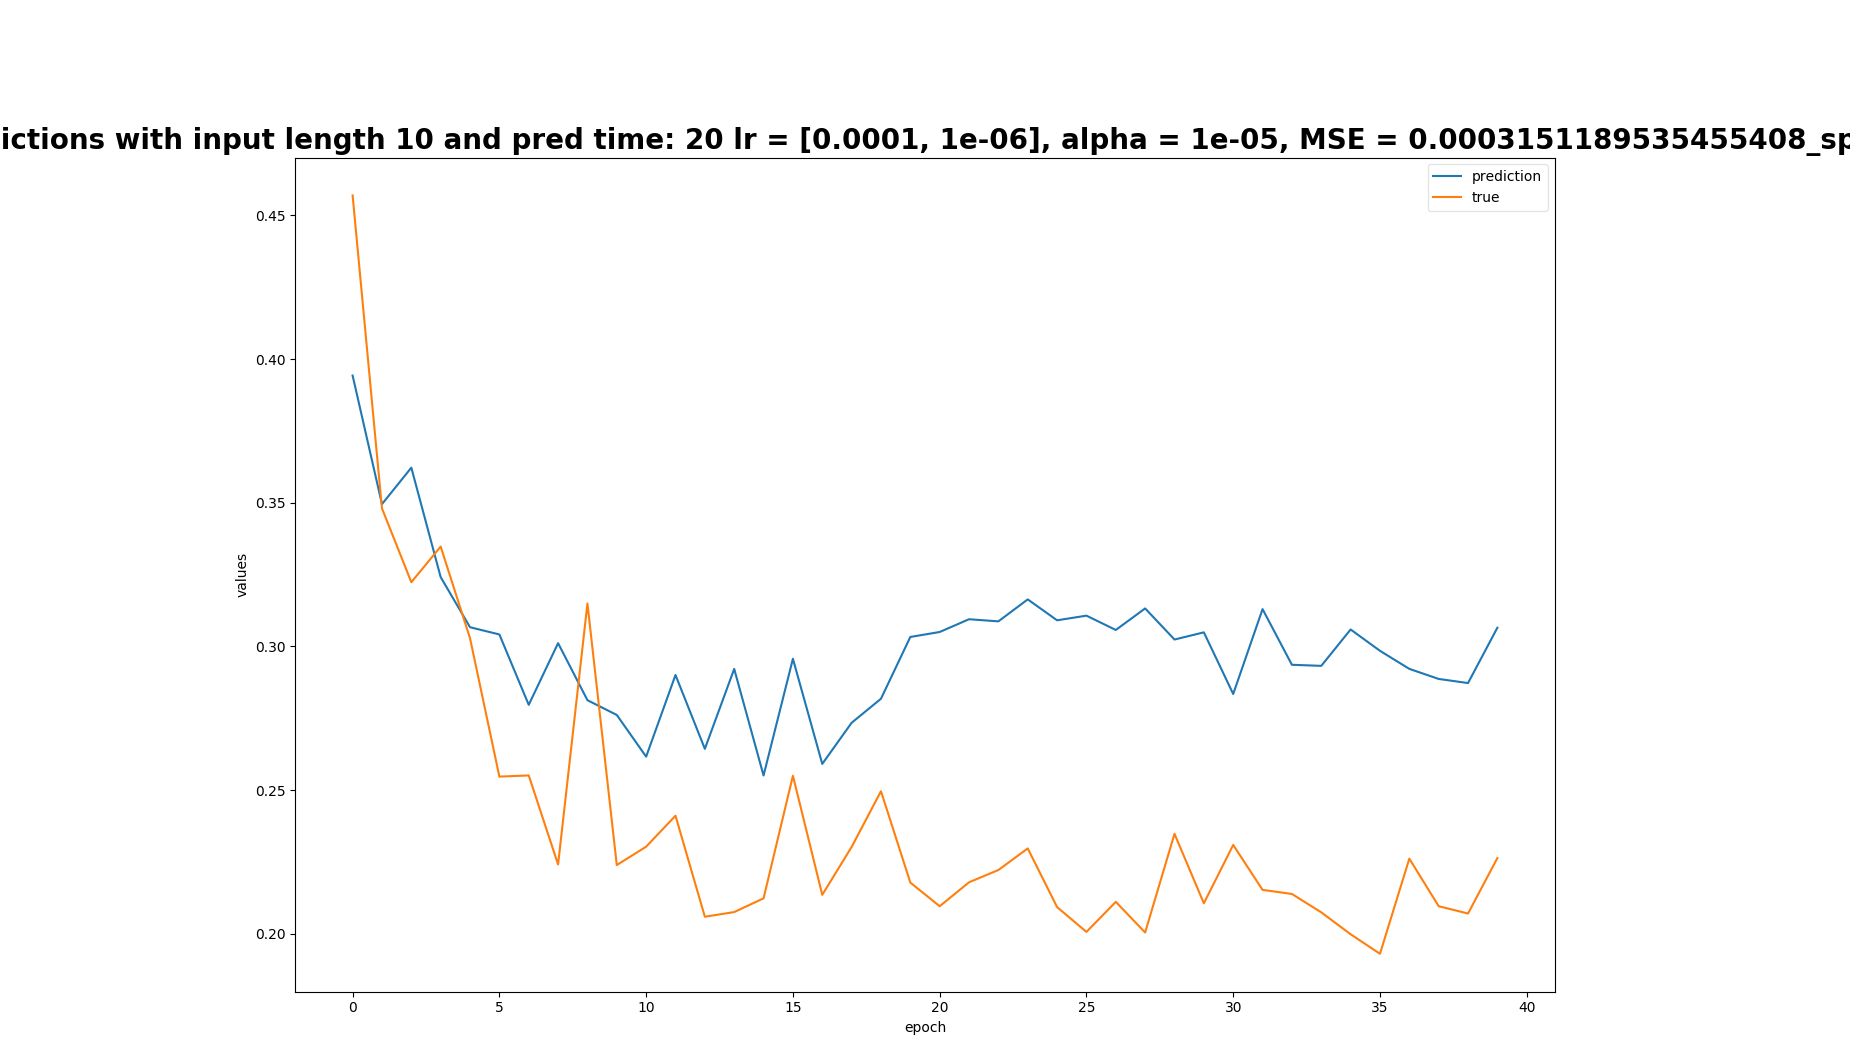 ictions with input length 10 and pred time: 20 lr = [0.0001, 1e-06], alpha = 1e-05, MSE = 0.0003151189535455408_sp
prediction
true
0.45
0.40
0.35
0.30
0.25
0.20
values
0 5 10 15 20 25 30 35 40
epoch